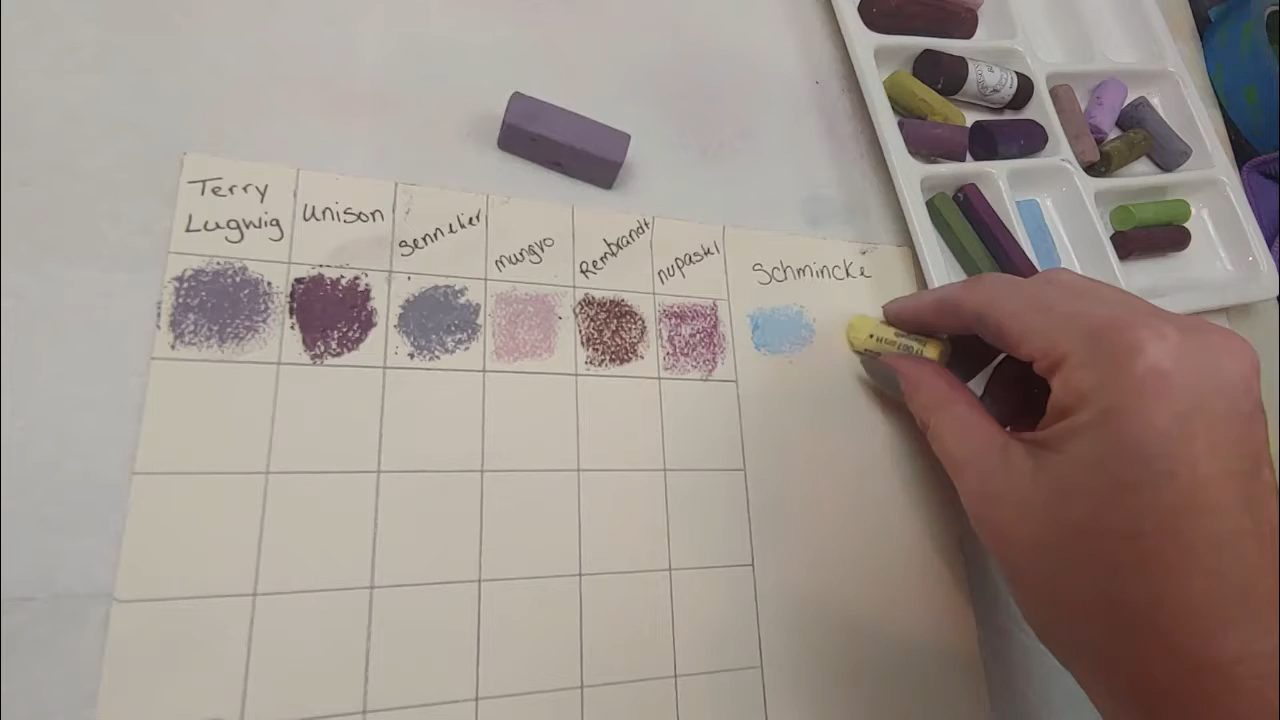 Terry
Lugwig
unison
Sennelier
mungyo
Rembrandt
nupastel
Schmincke